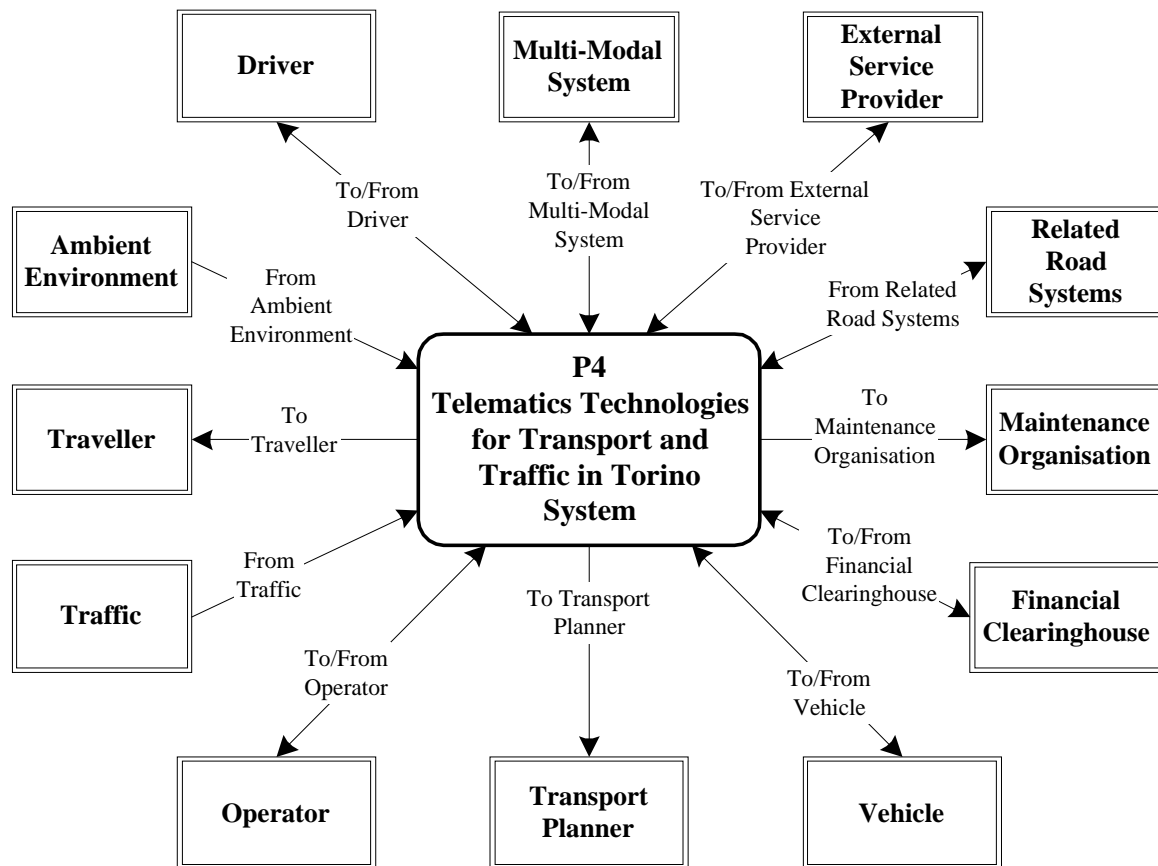 Driver
Multi-Modal
System
External
Service
Provider
To/From
Driver
To/From
Multi-Modal
System
To/From External
Service
Provider
Ambient
Environment
From
Ambient
Environment
Related
Road
Systems
From Related
Road Systems
P4
Telematics Technologies
for Transport and
Traffic in Torino
System
Traveller
To
Traveller
To
Maintenance
Organisation
Maintenance
Organisation
Traffic
From
Traffic
To/From
Financial
Clearinghouse
Financial
Clearinghouse
To/From
Operator
To Transport
Planner
To/From
Vehicle
Operator
Transport
Planner
Vehicle